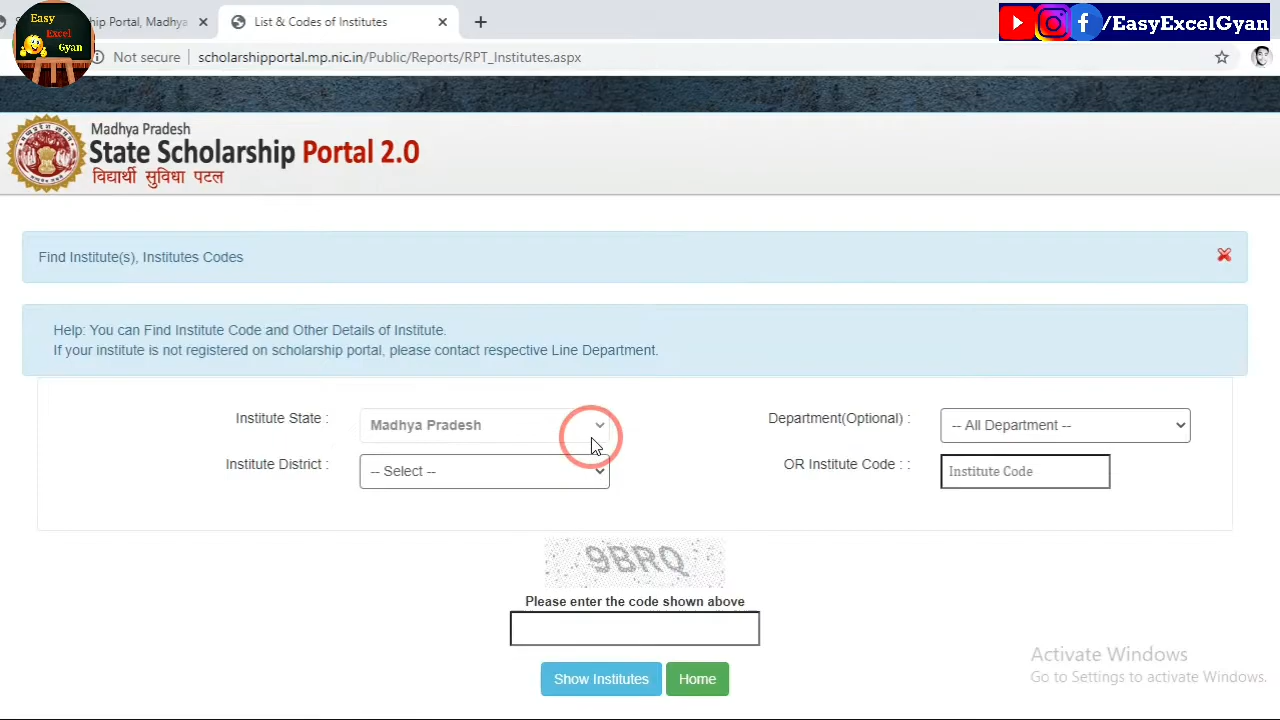 ship Portal, Madhya
List & Codes of Institutes
Easy
Excel
Gyan
/EasyExcelGyan
Not secure
scholarshipportal.mp.nic.in/Public/Reports/RPT_Institutes.aspx
Madhya Pradesh
State Scholarship Portal 2.0
विद्यार्थी सुविधा पटल
Find Institute(s), Institutes Codes
Help: You can Find Institute Code and Other Details of Institute.
If your institute is not registered on scholarship portal, please contact respective Line Department.
Institute State :
Madhya Pradesh
Department(Optional) :
-- All Department --
Institute District :
-- Select --
OR Institute Code : :
Institute Code
9BRQ
Please enter the code shown above
Show Institutes
Home
Activate Windows
Go to Settings to activate Windows.